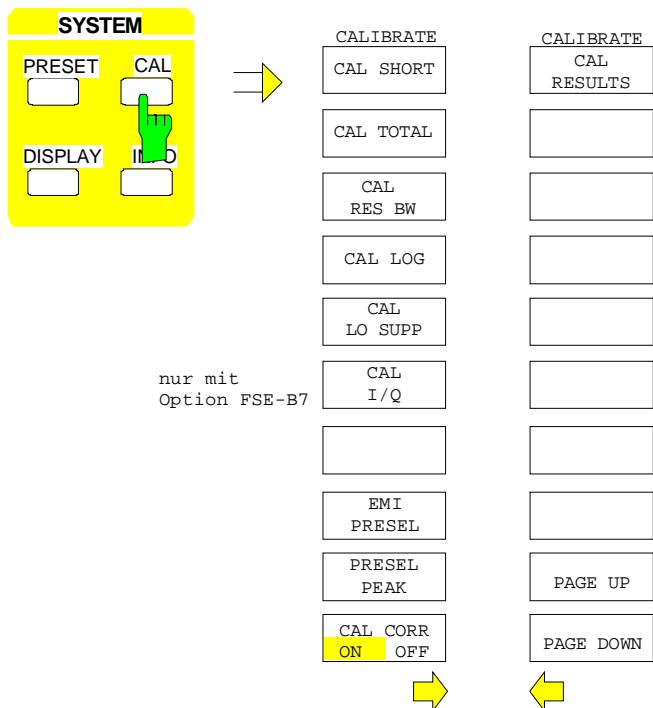 SYSTEM
PRESET CAL
DISPLAY INFO
CALIBRATE
CAL SHORT
CAL TOTAL
CAL
RES BW
CAL LOG
CAL
LO SUPP
nur mit
Option FSE-B7
CAL
I/Q
EMI
PRESEL
PRESEL
PEAK
CAL CORR
ON OFF
CALIBRATE
CAL
RESULTS
PAGE UP
PAGE DOWN